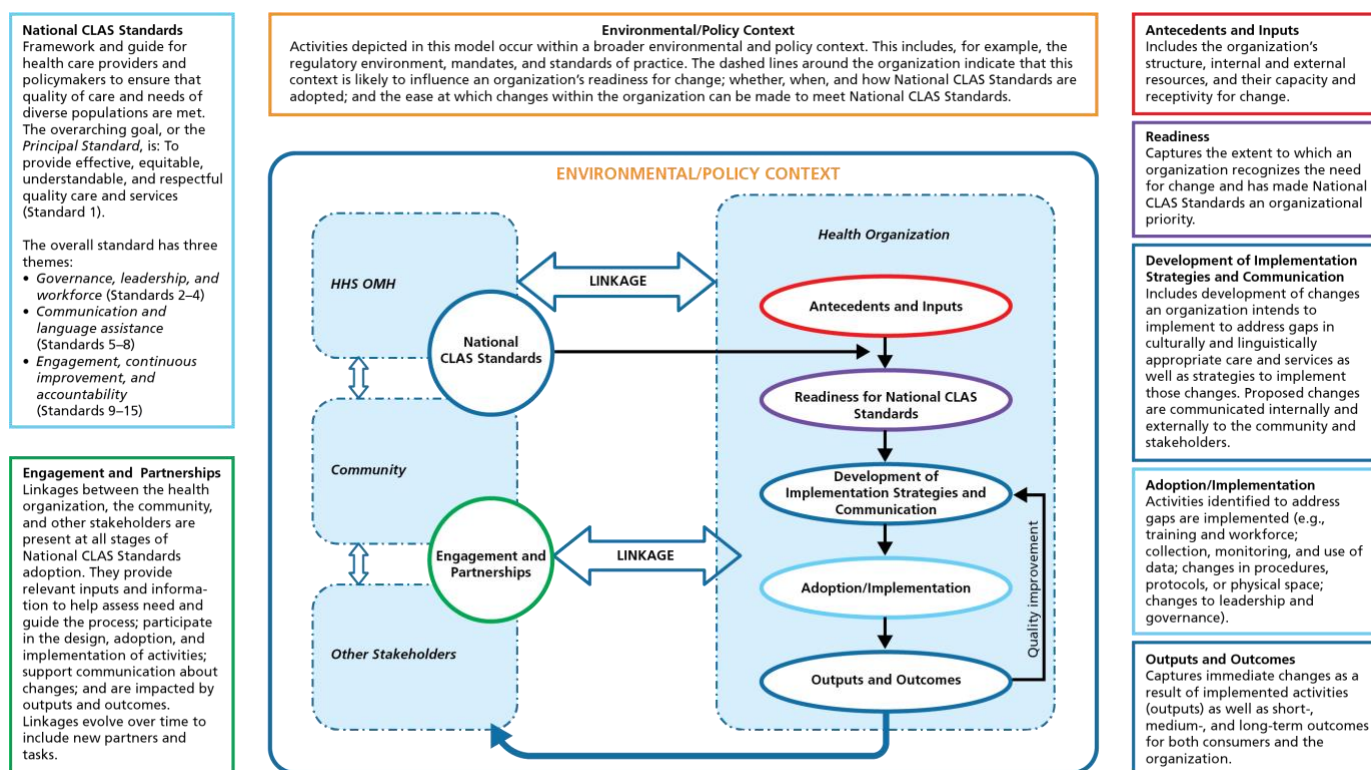 National CLAS Standards
Framework and guide for
health care providers and
policymakers to ensure that
quality of care and needs of
diverse populations are met.
The overarching goal, or the
Principal Standard, is: To
provide effective, equitable,
understandable, and respectful
quality care and services
(Standard 1).
The overall standard has three
themes:
• Governance, leadership, and
workforce (Standards 2–4)
• Communication and
language assistance
(Standards 5–8)
• Engagement, continuous
improvement, and
accountability
(Standards 9–15)
Engagement and Partnerships
Linkages between the health
organization, the community,
and other stakeholders are
present at all stages of
National CLAS Standards
adoption. They provide
relevant inputs and informa-
tion to help assess need and
guide the process; participate
in the design, adoption, and
implementation of activities;
support communication about
changes; and are impacted by
outputs and outcomes.
Linkages evolve over time to
include new partners and
tasks.
Environmental/Policy Context
Activities depicted in this model occur within a broader environmental and policy context. This includes, for example, the
regulatory environment, mandates, and standards of practice. The dashed lines around the organization indicate that this
context is likely to influence an organization's readiness for change; whether, when, and how National CLAS Standards are
adopted; and the ease at which changes within the organization can be made to meet National CLAS Standards.
ENVIRONMENTAL/POLICY CONTEXT
HHS OMH
National
CLAS Standards
Community
Engagement and
Partnerships
Other Stakeholders
LINKAGE
LINKAGE
Health Organization
Antecedents and Inputs
Readiness for National CLAS
Standards
Development of
Implementation Strategies and
Communication
Adoption/Implementation
Outputs and Outcomes
Quality improvement
Antecedents and Inputs
Includes the organization's
structure, internal and external
resources, and their capacity and
receptivity for change.
Readiness
Captures the extent to which an
organization recognizes the need
for change and has made National
CLAS Standards an organizational
priority.
Development of Implementation
Strategies and Communication
Includes development of changes
an organization intends to
implement to address gaps in
culturally and linguistically
appropriate care and services as
well as strategies to implement
those changes. Proposed changes
are communicated internally and
externally to the community and
stakeholders.
Adoption/Implementation
Activities identified to address
gaps are implemented (e.g.,
training and workforce;
collection, monitoring, and use of
data; changes in procedures,
protocols, or physical space;
changes to leadership and
governance).
Outputs and Outcomes
Captures immediate changes as a
result of implemented activities
(outputs) as well as short-,
medium-, and long-term outcomes
for both consumers and the
organization.